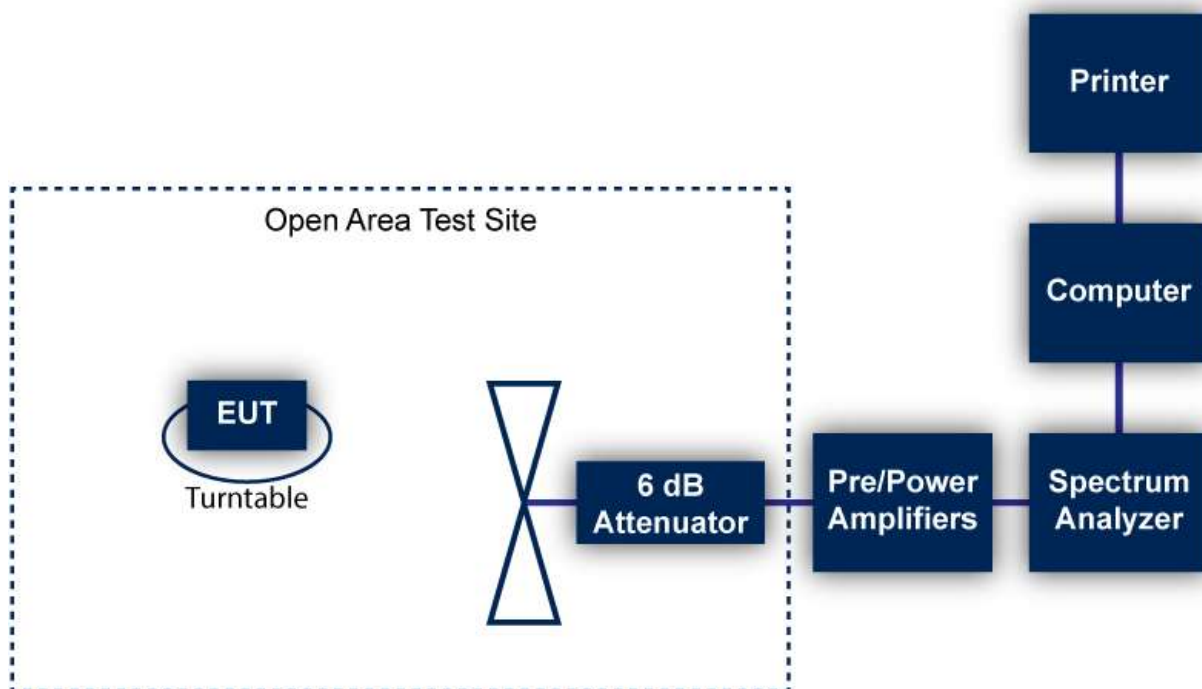 Printer
Open Area Test Site
Computer
EUT
Turntable
6 dB
Attenuator
Pre/Power
Amplifiers
Spectrum
Analyzer